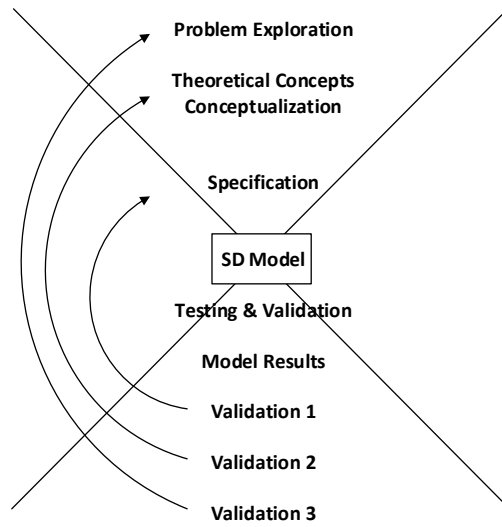 Problem Exploration
Theoretical Concepts
Conceptualization
Specification
SD Model
Testing & Validation
Model Results
Validation 1
Validation 2
Validation 3